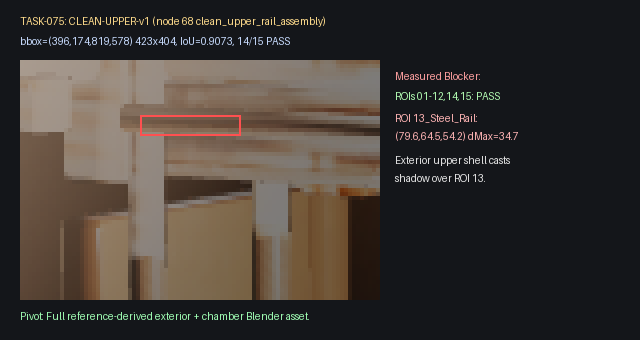 TASK-075: CLEAN-UPPER-v1 (node 68 clean_upper_rail_assembly)
bbox=(396,174,819,578) 423x404, IoU=0.9073, 14/15 PASS
Measured Blocker:
ROIs 01-12,14,15: PASS
ROI 13_Steel_Rail:
(79.6,64.5,54.2) dMax=34.7
Exterior upper shell casts
shadow over ROI 13.
Pivot: Full reference-derived exterior + chamber Blender asset.